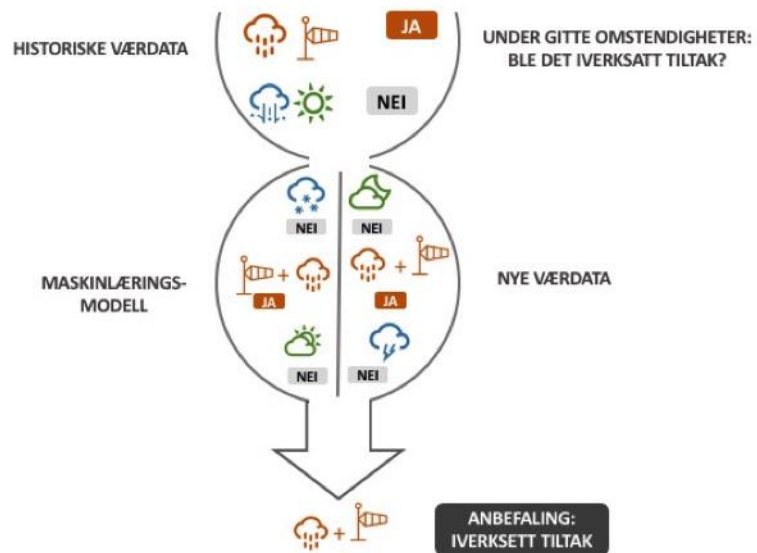 HISTORISKE VÆRDATA
JA
UNDER GITTE OMSTENDIGHETER:
BLE DET IVERKSATT TILTAK?
NEI
NEI
NEI
+
+
MASKINLÆRINGS-
MODELL
JA
JA
NYE VÆRDATA
NEI
NEI
+
ANBEFALING:
IVERKSETT TILTAK